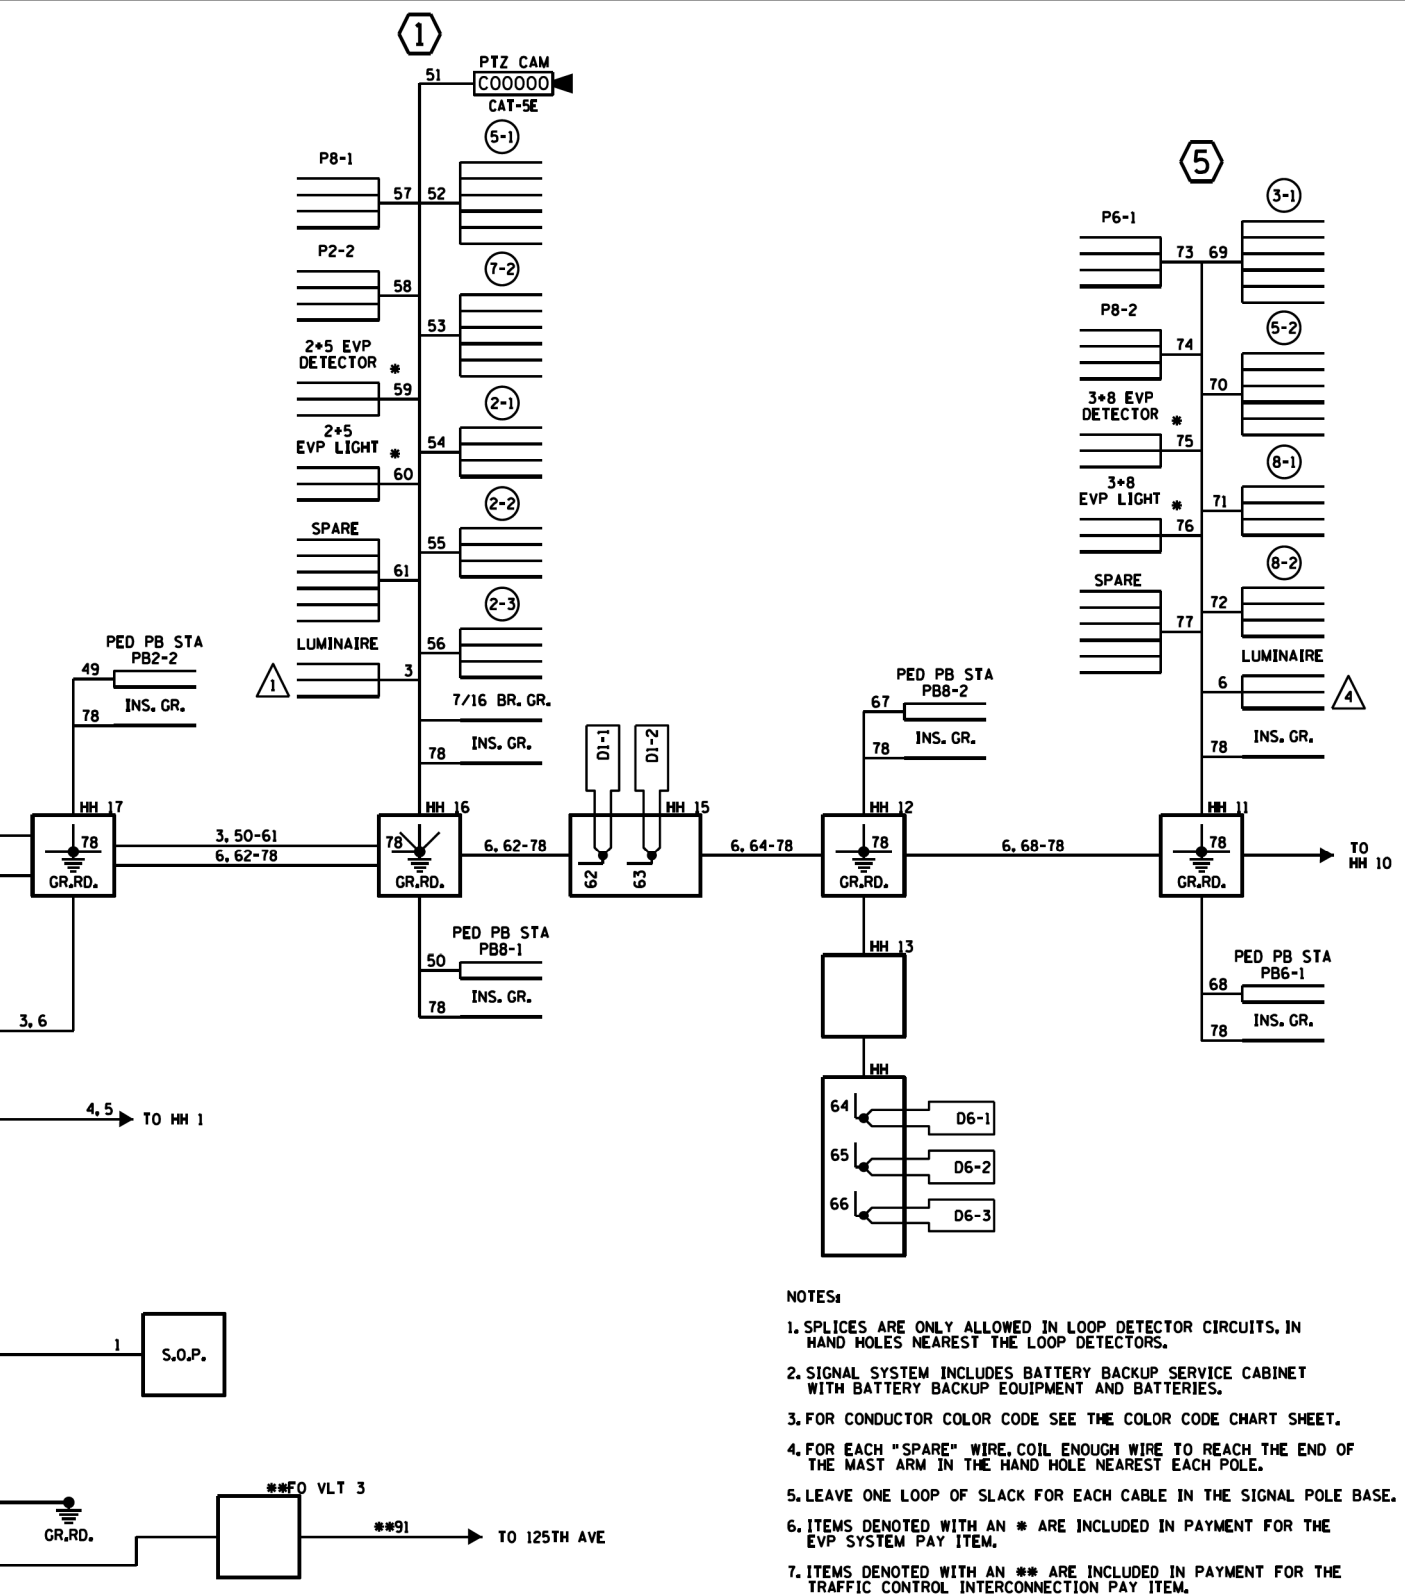 1
51
PTZ CAM
C00000
CAT-5E
5-1
P8-1
57
52
P2-2
58
7-2
53
2+5 EVP
DETECTOR *
59
2-1
54
2+5
EVP LIGHT *
60
2-2
55
SPARE
61
2-3
56
LUMINAIRE
1
3
7/16 BR. GR.
78
INS. GR.
PED PB STA
PB2-2
49
INS. GR.
78
5
3-1
P6-1
73
69
P8-2
74
5-2
70
3+8 EVP
DETECTOR *
75
8-1
71
3+8
EVP LIGHT *
76
8-2
72
SPARE
77
LUMINAIRE
6
4
INS. GR.
78
PED PB STA
PB8-2
67
INS. GR.
78
D1-1
D1-2
HH 17
78
GR.RD.
3, 50-61
6, 62-78
HH 16
78
GR.RD.
6, 62-78
HH 15
62
63
6, 64-78
HH 12
78
GR.RD.
6, 68-78
HH 11
78
GR.RD.
TO
HH 10
PED PB STA
PB8-1
50
INS. GR.
78
HH 13
PED PB STA
PB6-1
68
INS. GR.
78
3, 6
HH
64
D6-1
65
D6-2
66
D6-3
4, 5
TO HH 1
1
S.O.P.
GR.RD.
**FO VLT 3
**91
TO 125TH AVE
NOTES:
1. SPLICES ARE ONLY ALLOWED IN LOOP DETECTOR CIRCUITS, IN
HAND HOLES NEAREST THE LOOP DETECTORS.
2. SIGNAL SYSTEM INCLUDES BATTERY BACKUP SERVICE CABINET
WITH BATTERY BACKUP EQUIPMENT AND BATTERIES.
3. FOR CONDUCTOR COLOR CODE SEE THE COLOR CODE CHART SHEET.
4. FOR EACH "SPARE" WIRE, COIL ENOUGH WIRE TO REACH THE END OF
THE MAST ARM IN THE HAND HOLE NEAREST EACH POLE.
5. LEAVE ONE LOOP OF SLACK FOR EACH CABLE IN THE SIGNAL POLE BASE.
6. ITEMS DENOTED WITH AN * ARE INCLUDED IN PAYMENT FOR THE
EVP SYSTEM PAY ITEM.
7. ITEMS DENOTED WITH AN ** ARE INCLUDED IN PAYMENT FOR THE
TRAFFIC CONTROL INTERCONNECTION PAY ITEM.